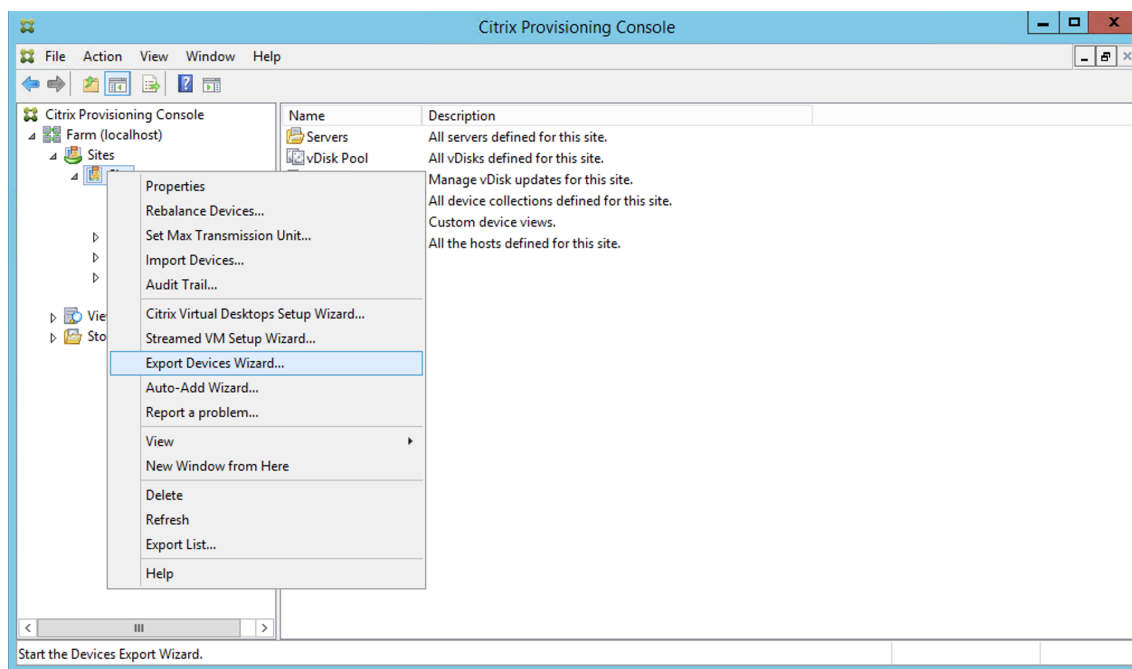 Citrix Provisioning Console
File Action View Window Help
Citrix Provisioning Console
Farm (localhost)
Sites
Name Description
Servers All servers defined for this site.
vDisk Pool All vDisks defined for this site.
Manage vDisk updates for this site.
All device collections defined for this site.
Custom device views.
All the hosts defined for this site.
Properties
Rebalance Devices...
Set Max Transmission Unit...
Import Devices...
Audit Trail...
Citrix Virtual Desktops Setup Wizard...
Streamed VM Setup Wizard...
Export Devices Wizard...
Auto-Add Wizard...
Report a problem...
View
New Window from Here
Delete
Refresh
Export List...
Help
Vie
Sto
Start the Devices Export Wizard.